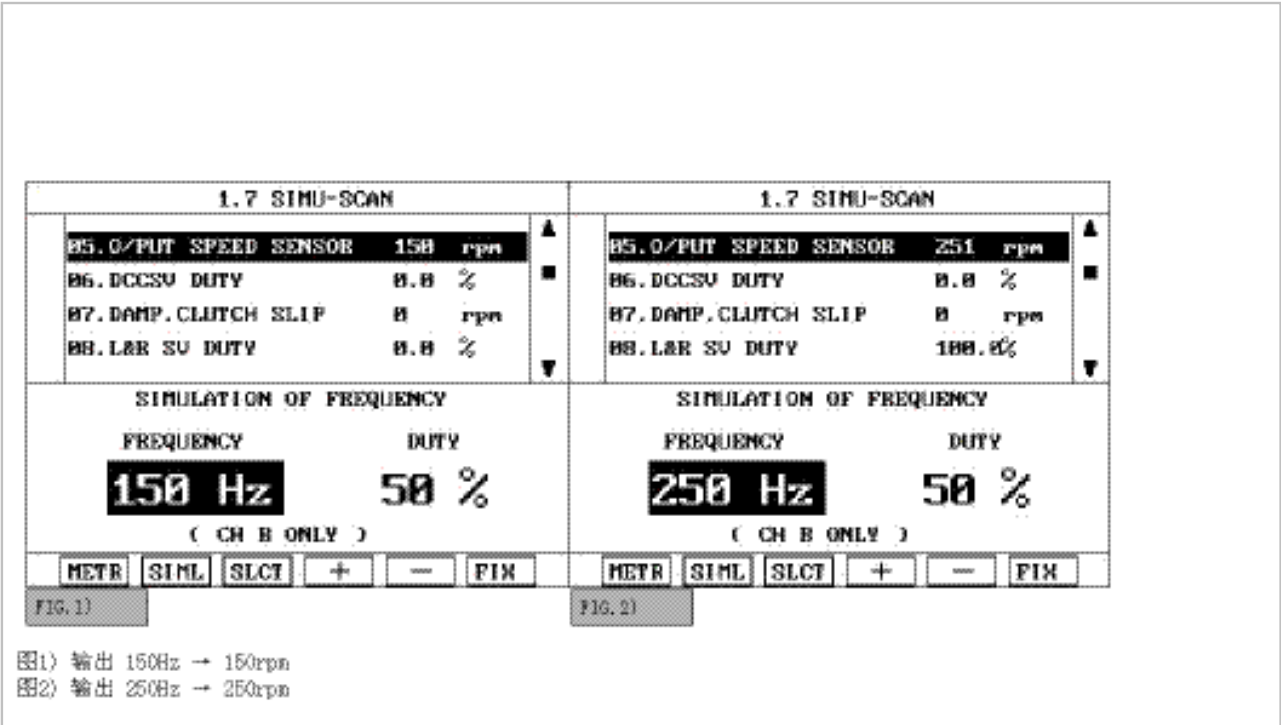 1.7 SIMU-SCAN
05.O/PUT SPEED SENSOR 150 rpm
06.DCCSV DUTY 0.0 %
07.DAMP.CLUTCH SLIP 0 rpm
08.L&R SV DUTY 0.0 %
SIMULATION OF FREQUENCY
FREQUENCY DUTY
150 Hz 50 %
( CH B ONLY )
METR SIML SLCT + - FIX
FIG.1)
1.7 SIMU-SCAN
05.O/PUT SPEED SENSOR 251 rpm
06.DCCSV DUTY 0.0 %
07.DAMP.CLUTCH SLIP 0 rpm
08.L&R SV DUTY 100.0%
SIMULATION OF FREQUENCY
FREQUENCY DUTY
250 Hz 50 %
( CH B ONLY )
METR SIML SLCT + - FIX
FIG.2)
图1) 输出 150Hz → 150rpm
图2) 输出 250Hz → 250rpm